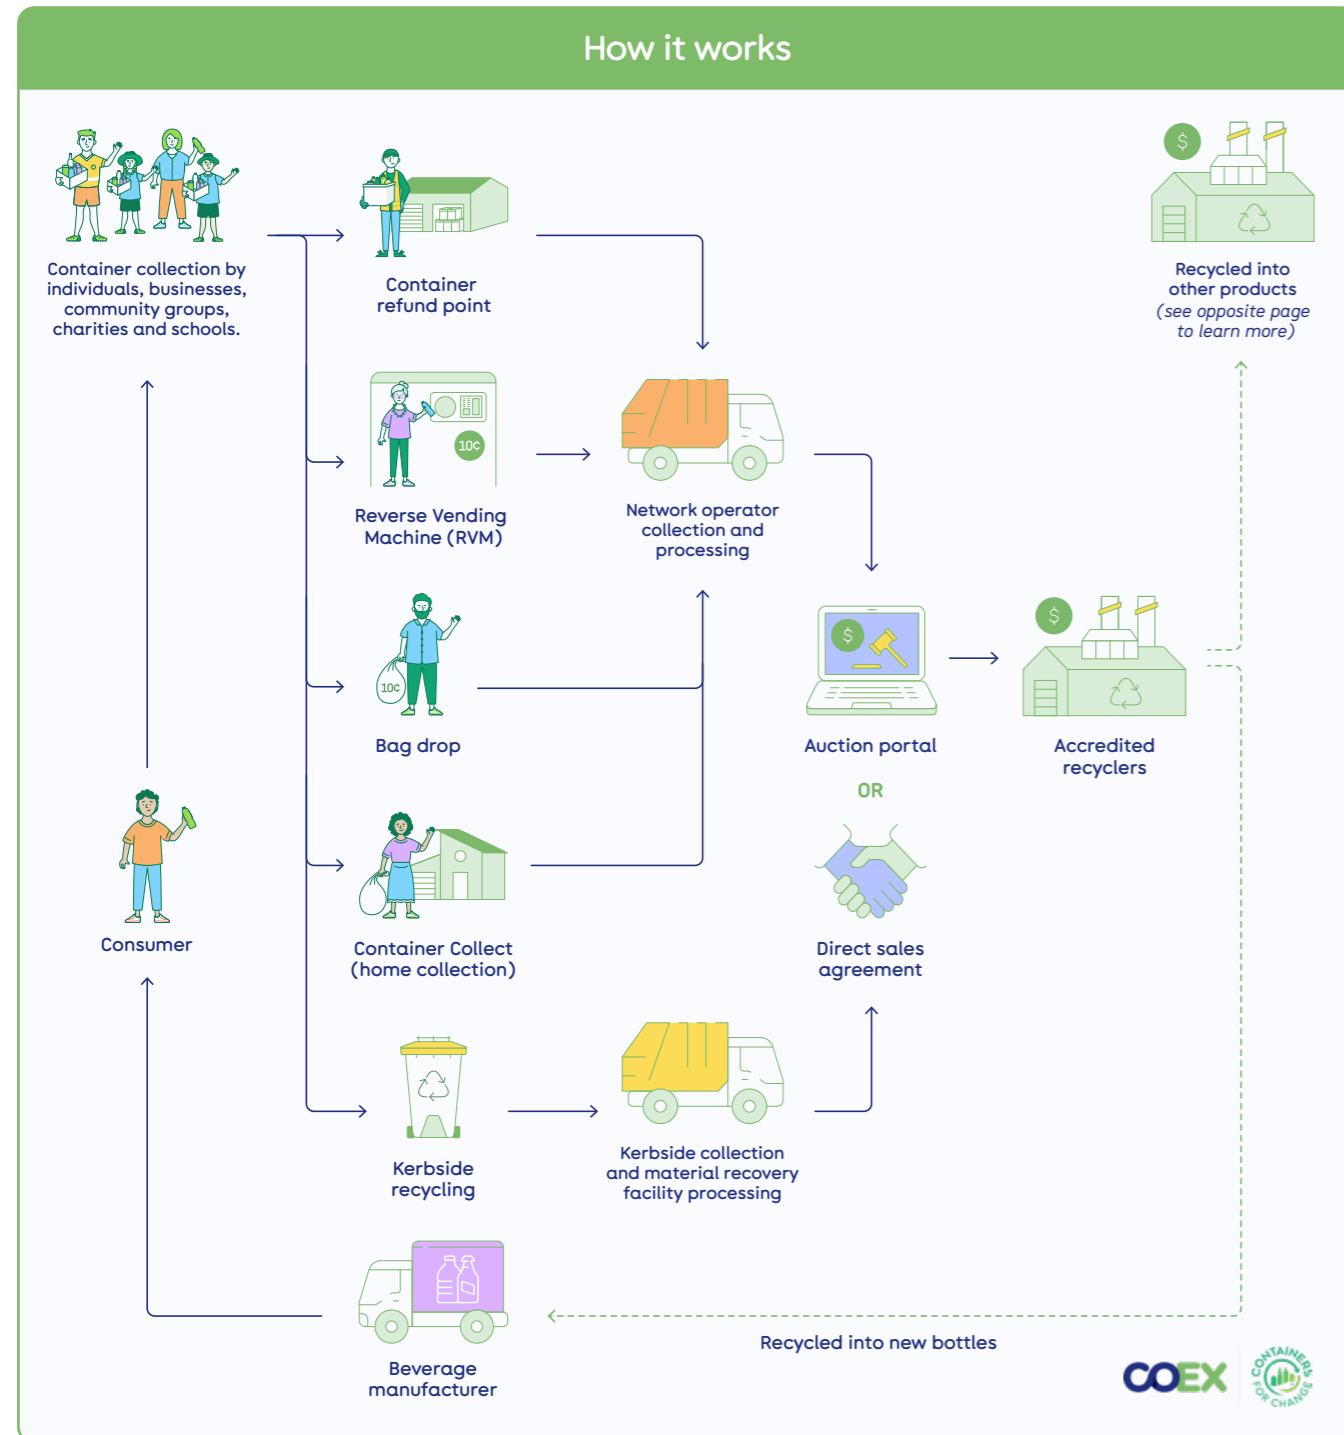 How it works
Container collection by
individuals, businesses,
community groups,
charities and schools.
Container
refund point
$
Recycled into
other products
(see opposite page
to learn more)
10¢
Reverse Vending
Machine (RVM)
Network operator
collection and
processing
10¢
Bag drop
$
Auction portal
OR
$
Accredited
recyclers
Consumer
Container Collect
(home collection)
Direct sales
agreement
Kerbside
recycling
Kerbside collection
and material recovery
facility processing
Beverage
manufacturer
Recycled into new bottles
COEX
CONTAINERS
FOR CHANGE